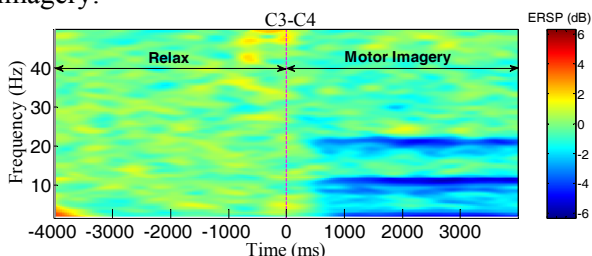 imagery.
C3-C4
ERSP (dB)
Relax
Motor Imagery
Frequency (Hz)
40
30
20
10
-4000 -3000 -2000 -1000 0 1000 2000 3000
Time (ms)
6
4
2
0
-2
-4
-6